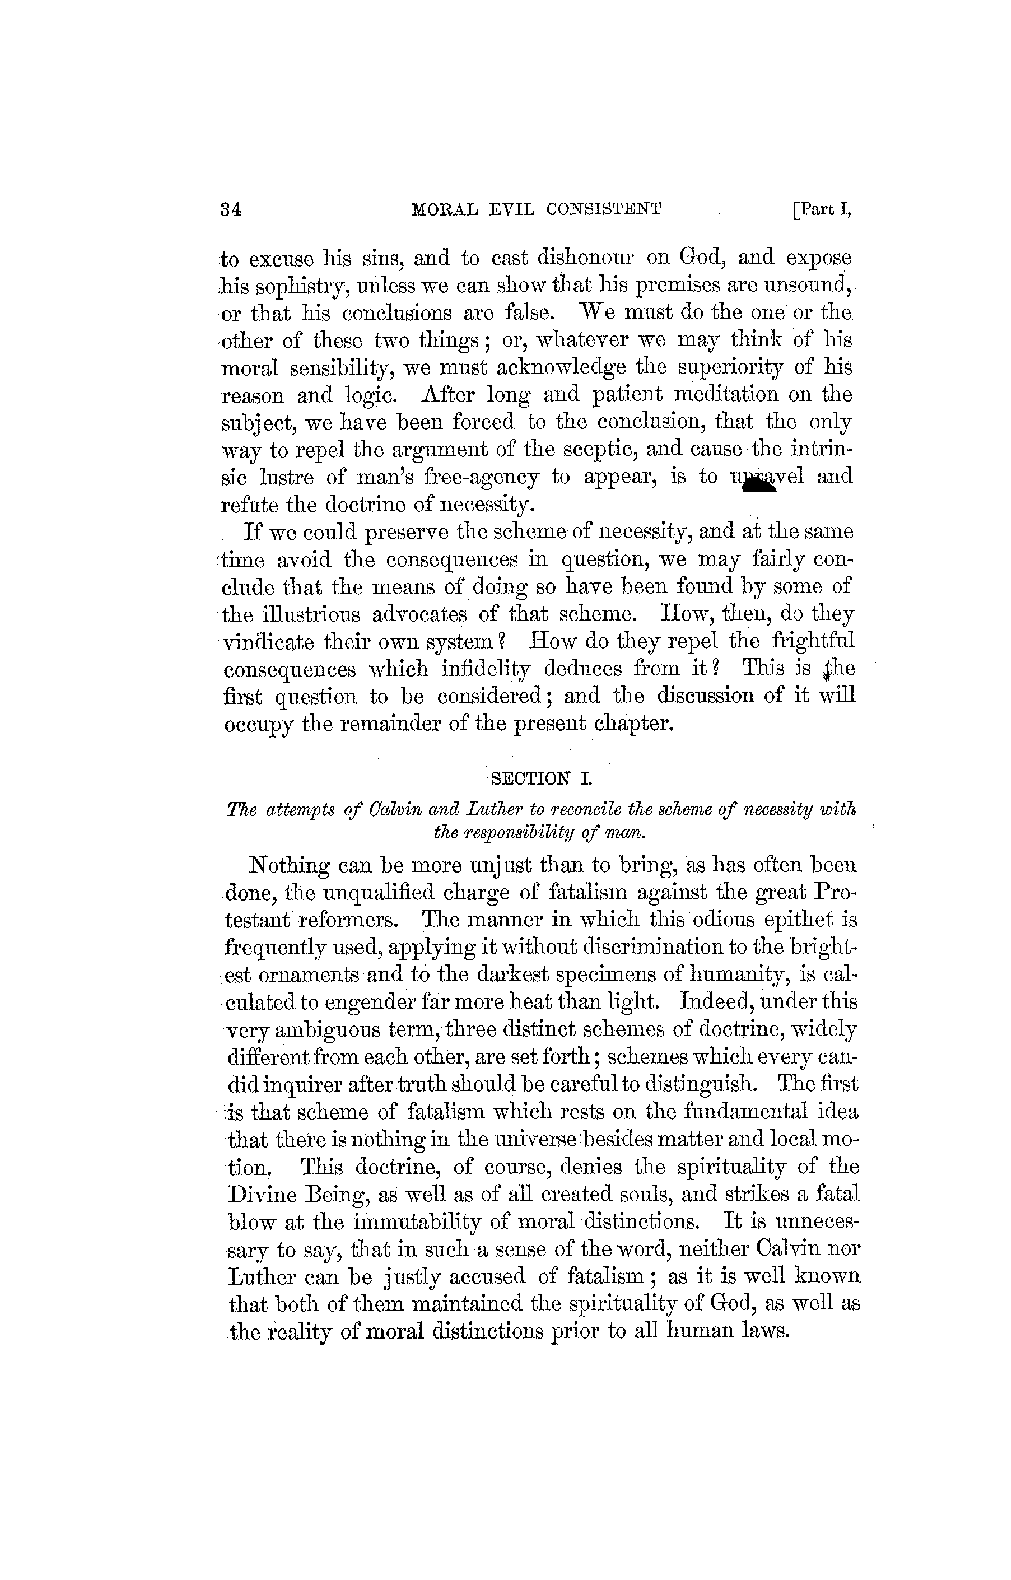 34 MORAL EVIL CONSISTENT [Part I,
to excuse his sins, and to cast dishonour on God, and expose
his sophistry, unless we can show that his premises are unsound,
or that his conclusions are false. We must do the one or the
other of these two things; or, whatever we may think of his
moral sensibility, we must acknowledge the superiority of his
reason and logic. After long and patient meditation on the
subject, we have been forced to the conclusion, that the only
way to repel the argument of the sceptic, and cause the intrin-
sic lustre of man's free-agency to appear, is to unravel and
refute the doctrine of necessity.
If we could preserve the scheme of necessity, and at the same
time avoid the consequences in question, we may fairly con-
clude that the means of doing so have been found by some of
the illustrious advocates of that scheme. How, then, do they
vindicate their own system? How do they repel the frightful
consequences which infidelity deduces from it? This is the
first question to be considered; and the discussion of it will
occupy the remainder of the present chapter.
SECTION I.
The attempts of Calvin and Luther to reconcile the scheme of necessity with
the responsibility of man.
Nothing can be more unjust than to bring, as has often been
done, the unqualified charge of fatalism against the great Pro-
testant reformers. The manner in which this odious epithet is
frequently used, applying it without discrimination to the bright-
est ornaments and to the darkest specimens of humanity, is cal-
culated to engender far more heat than light. Indeed, under this
very ambiguous term, three distinct schemes of doctrine, widely
different from each other, are set forth; schemes which every can-
did inquirer after truth should be careful to distinguish. The first
is that scheme of fatalism which rests on the fundamental idea
that there is nothing in the universe besides matter and local mo-
tion. This doctrine, of course, denies the spirituality of the
Divine Being, as well as of all created souls, and strikes a fatal
blow at the immutability of moral distinctions. It is unneces-
sary to say, that in such a sense of the word, neither Calvin nor
Luther can be justly accused of fatalism; as it is well known
that both of them maintained the spirituality of God, as well as
the reality of moral distinctions prior to all human laws.